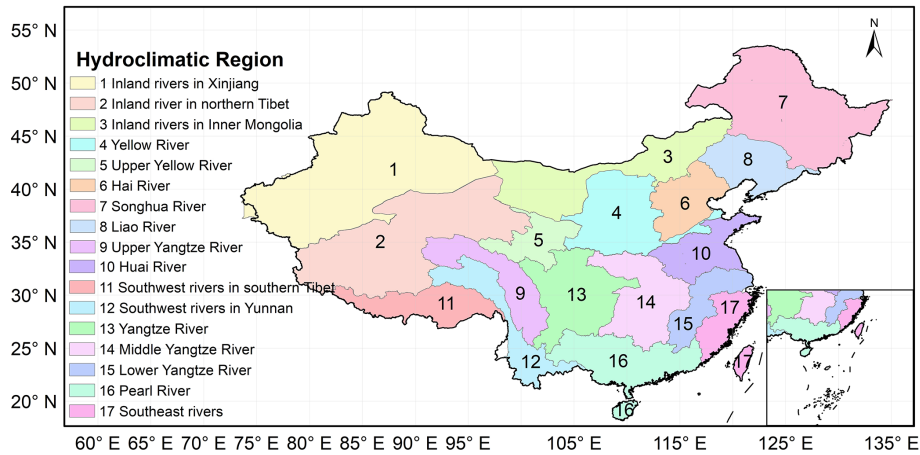 N
55° N
50° N
45° N
40° N
35° N
30° N
25° N
20° N
Hydroclimatic Region
1 Inland rivers in Xinjiang
2 Inland river in northern Tibet
3 Inland rivers in Inner Mongolia
4 Yellow River
5 Upper Yellow River
6 Hai River
7 Songhua River
8 Liao River
9 Upper Yangtze River
10 Huai River
11 Southwest rivers in southern Tibet
12 Southwest rivers in Yunnan
13 Yangtze River
14 Middle Yangtze River
15 Lower Yangtze River
16 Pearl River
17 Southeast rivers
7
3
8
1
6
4
5
2
10
9
13
14
11
17
15
12
16
17
16
60° E 65° E 70° E 75° E 80° E 85° E 90° E 95° E 105° E 115° E 125° E 135° E